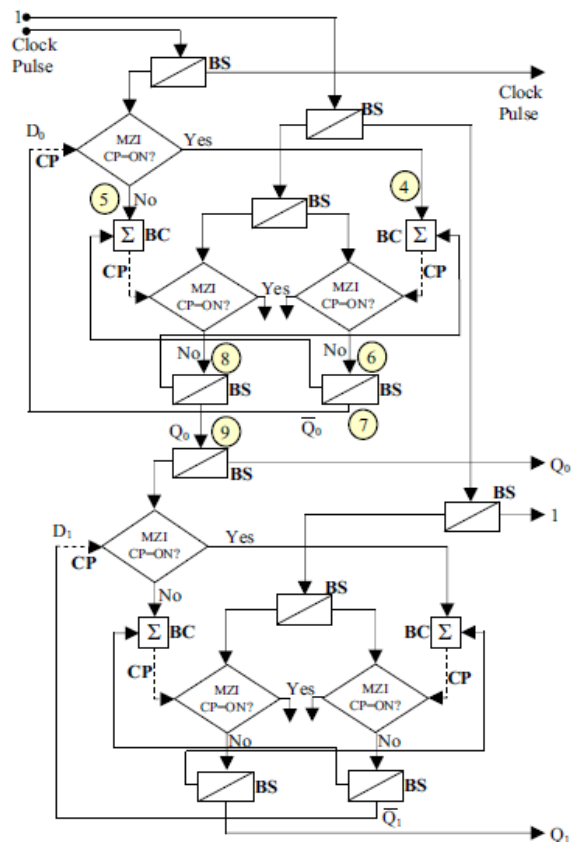 1
Clock
Pulse
BS
Clock
Pulse
BS
D₀
MZI
CP=ON?
Yes
CP
5
No
BS
4
Σ
BC
BC
Σ
CP
CP
MZI
CP=ON?
Yes
MZI
CP=ON?
No
8
No
6
BS
BS
Q₀
9
Q̅₀
7
BS
Q₀
BS
1
D₁
MZI
CP=ON?
Yes
CP
No
BS
Σ
BC
BC
Σ
CP
CP
MZI
CP=ON?
Yes
MZI
CP=ON?
No
No
BS
BS
Q̅₁
Q₁